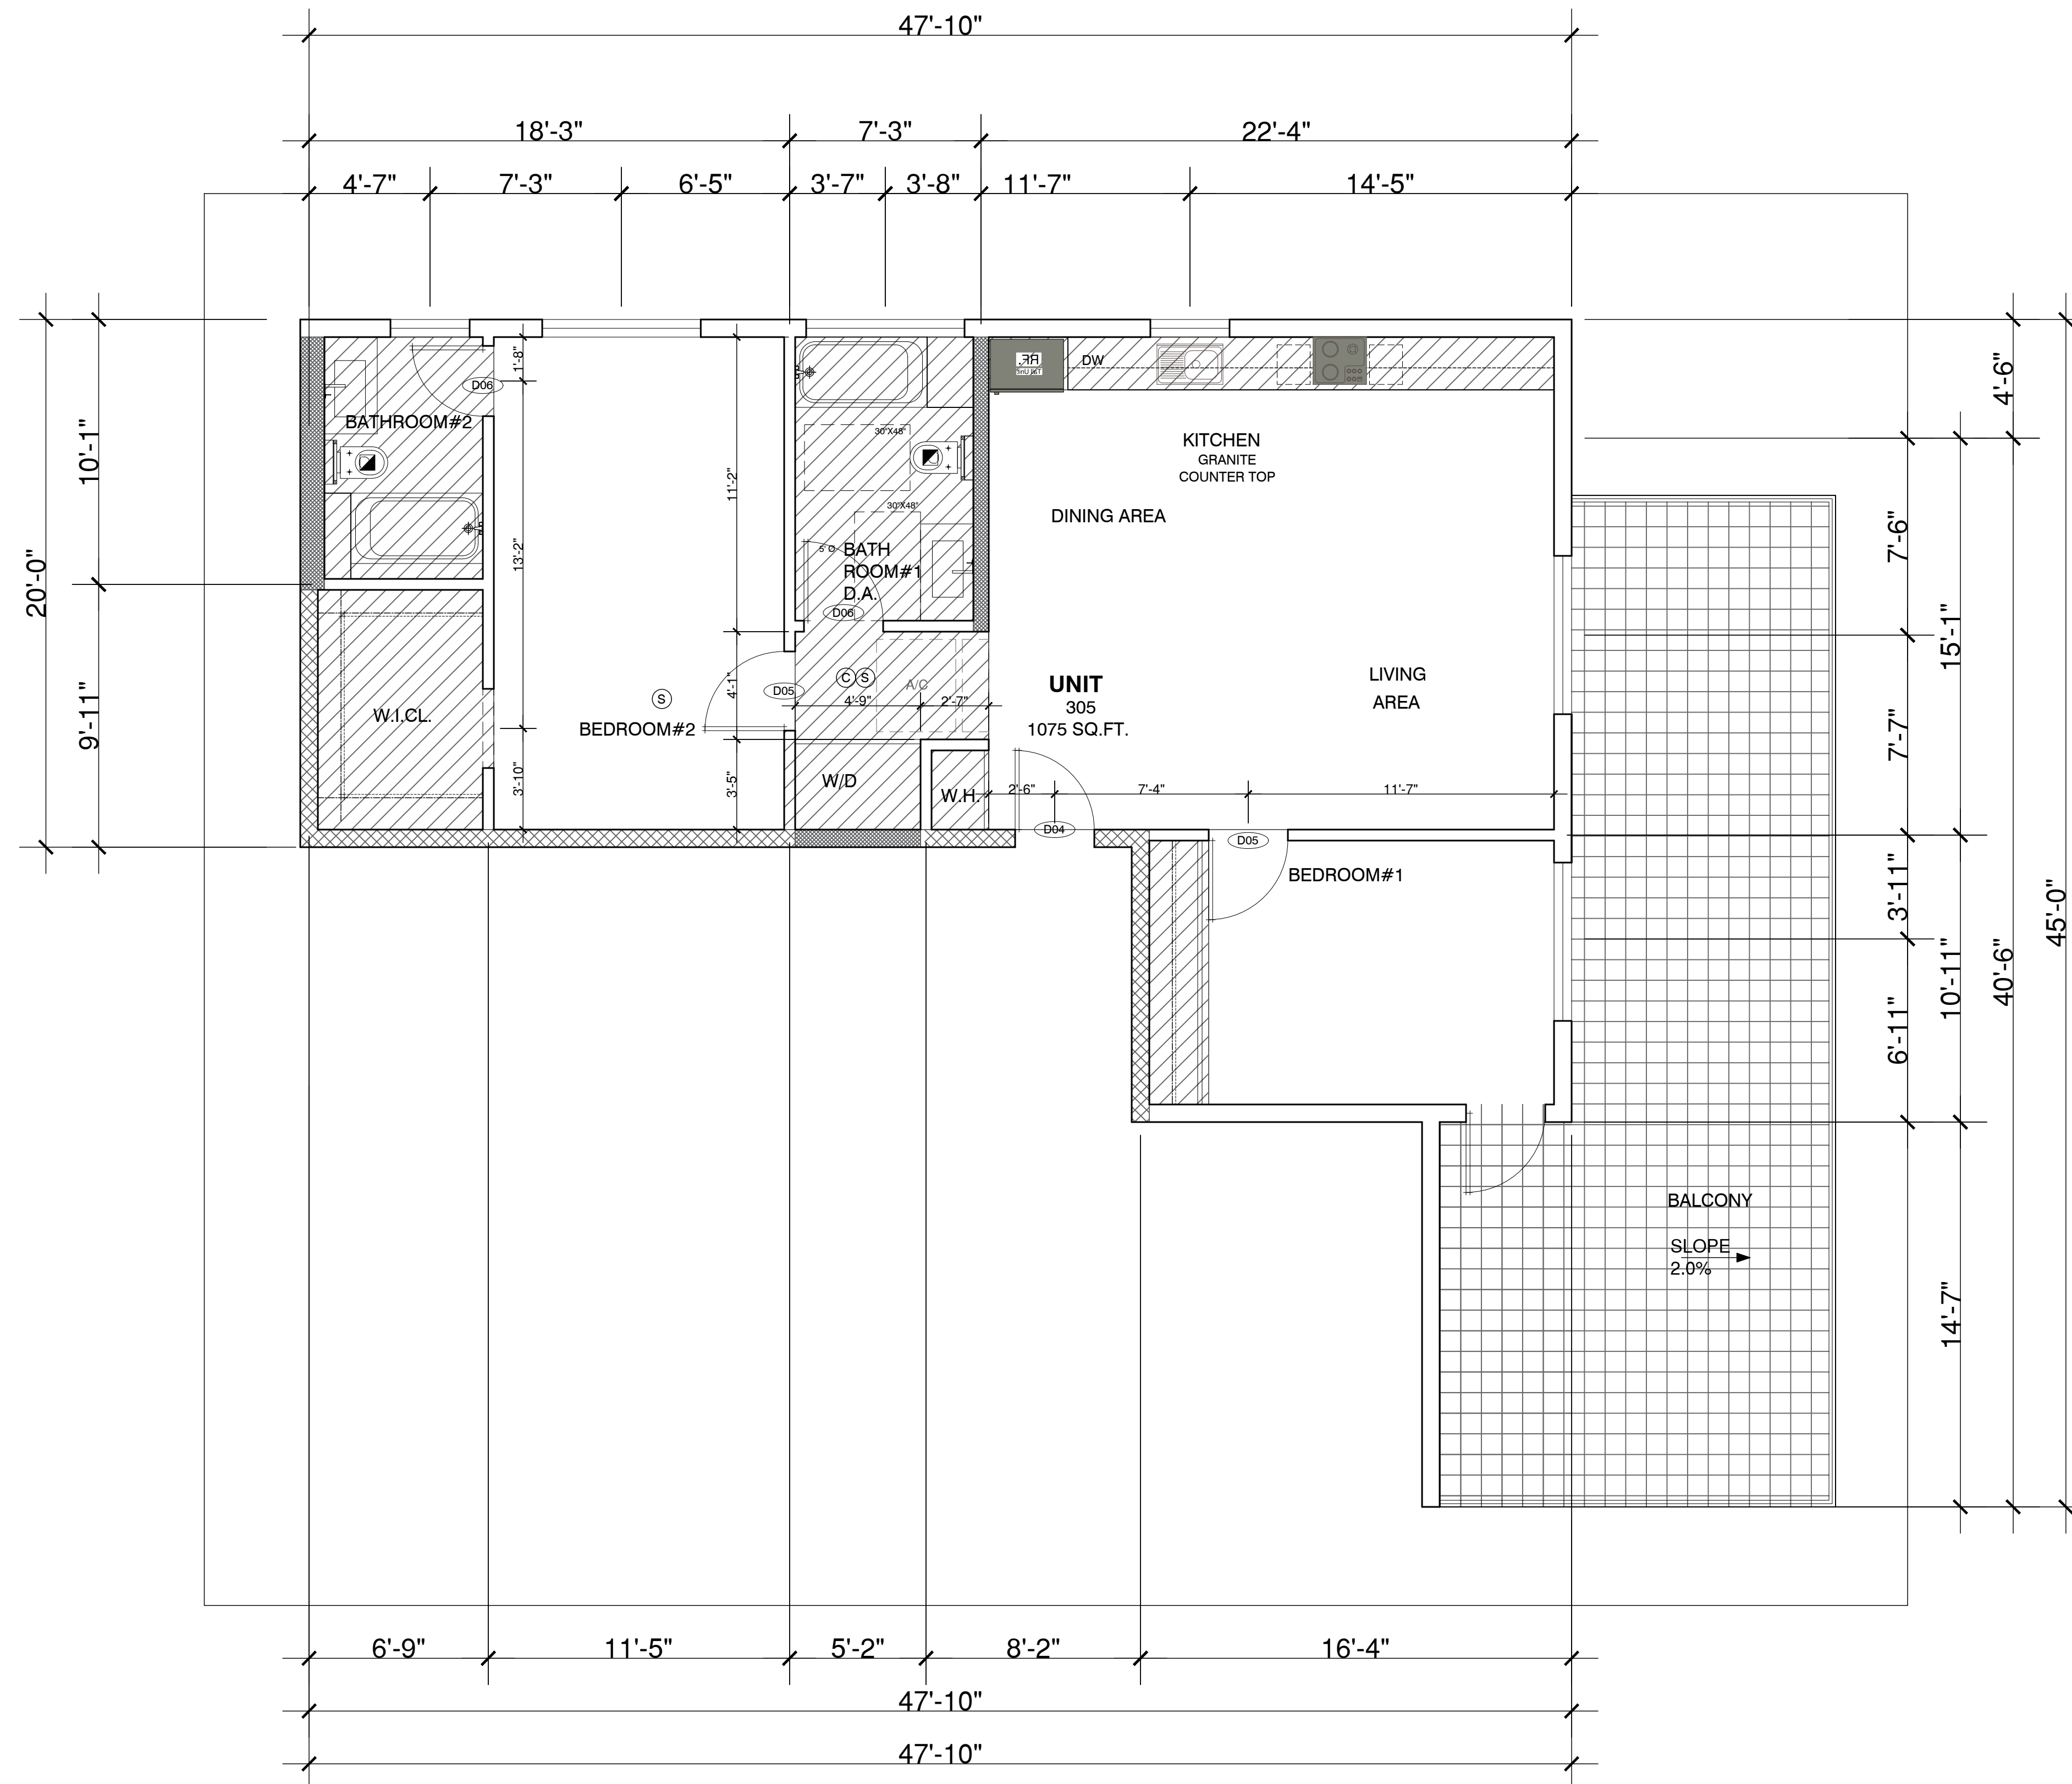 47'-10"
18'-3"
7'-3"
22'-4"
4'-7"
7'-3"
6'-5"
3'-7"
3'-8"
11'-7"
14'-5"
20'-0"
10'-1"
9'-11"
1'-8"
13'-2"
3'-10"
11'-2"
4'-1"
3'-5"
D06
BATHROOM#2
W.I.CL.
S
BEDROOM#2
D05
30"X48"
30"X48"
5' Ø
BATH
ROOM#1
D.A.
D06
C S
A/C
4'-9"
2'-7"
W/D
W.H.
RF.
DW
KITCHEN
GRANITE
COUNTER TOP
DINING AREA
UNIT
305
1075 SQ.FT.
LIVING
AREA
2'-6"
7'-4"
11'-7"
D04
D05
BEDROOM#1
BALCONY
SLOPE
2.0%
4'-6"
7'-6"
15'-1"
7'-7"
3'-11"
6'-11"
10'-11"
40'-6"
45'-0"
14'-7"
6'-9"
11'-5"
5'-2"
8'-2"
16'-4"
47'-10"
47'-10"